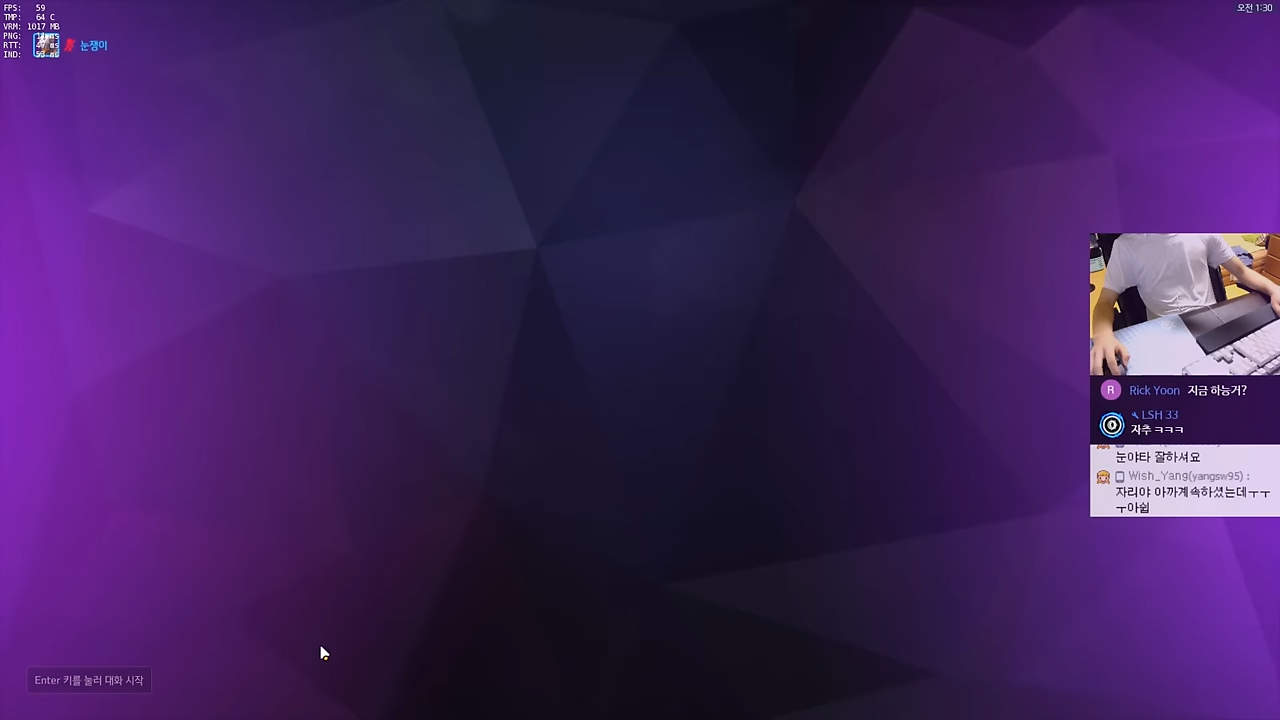 FPS: 59
TMP: 64 C
VRM: 1017 MB
PNG:
RTT:
IND:
눈쟁이
오전 1:30
R Rick Yoon 지금 하능거?
LSH 33
자추 ㅋㅋㅋ
눈야타 잘하셔요
Wish_Yang(yangsw95) :
자리야 아까계속하셨는데ㅜㅜ
ㅜ아쉽
Enter 키를 눌러 대화 시작